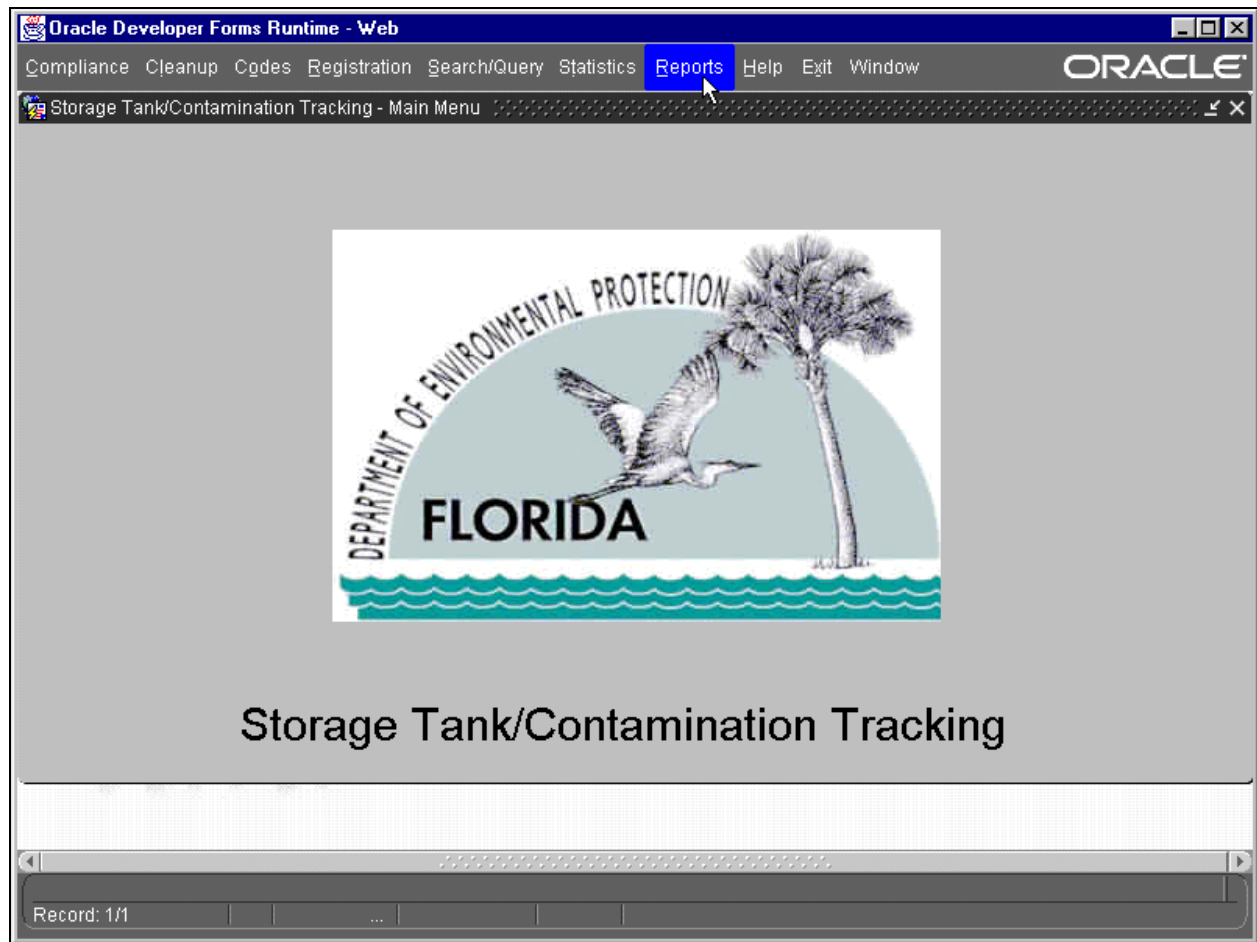 Oracle Developer Forms Runtime - Web
Compliance Cleanup Codes Registration Search/Query Statistics Reports Help Exit Window ORACLE
Storage Tank/Contamination Tracking - Main Menu
DEPARTMENT OF ENVIRONMENTAL PROTECTION
FLORIDA
Storage Tank/Contamination Tracking
Record: 1/1 ...